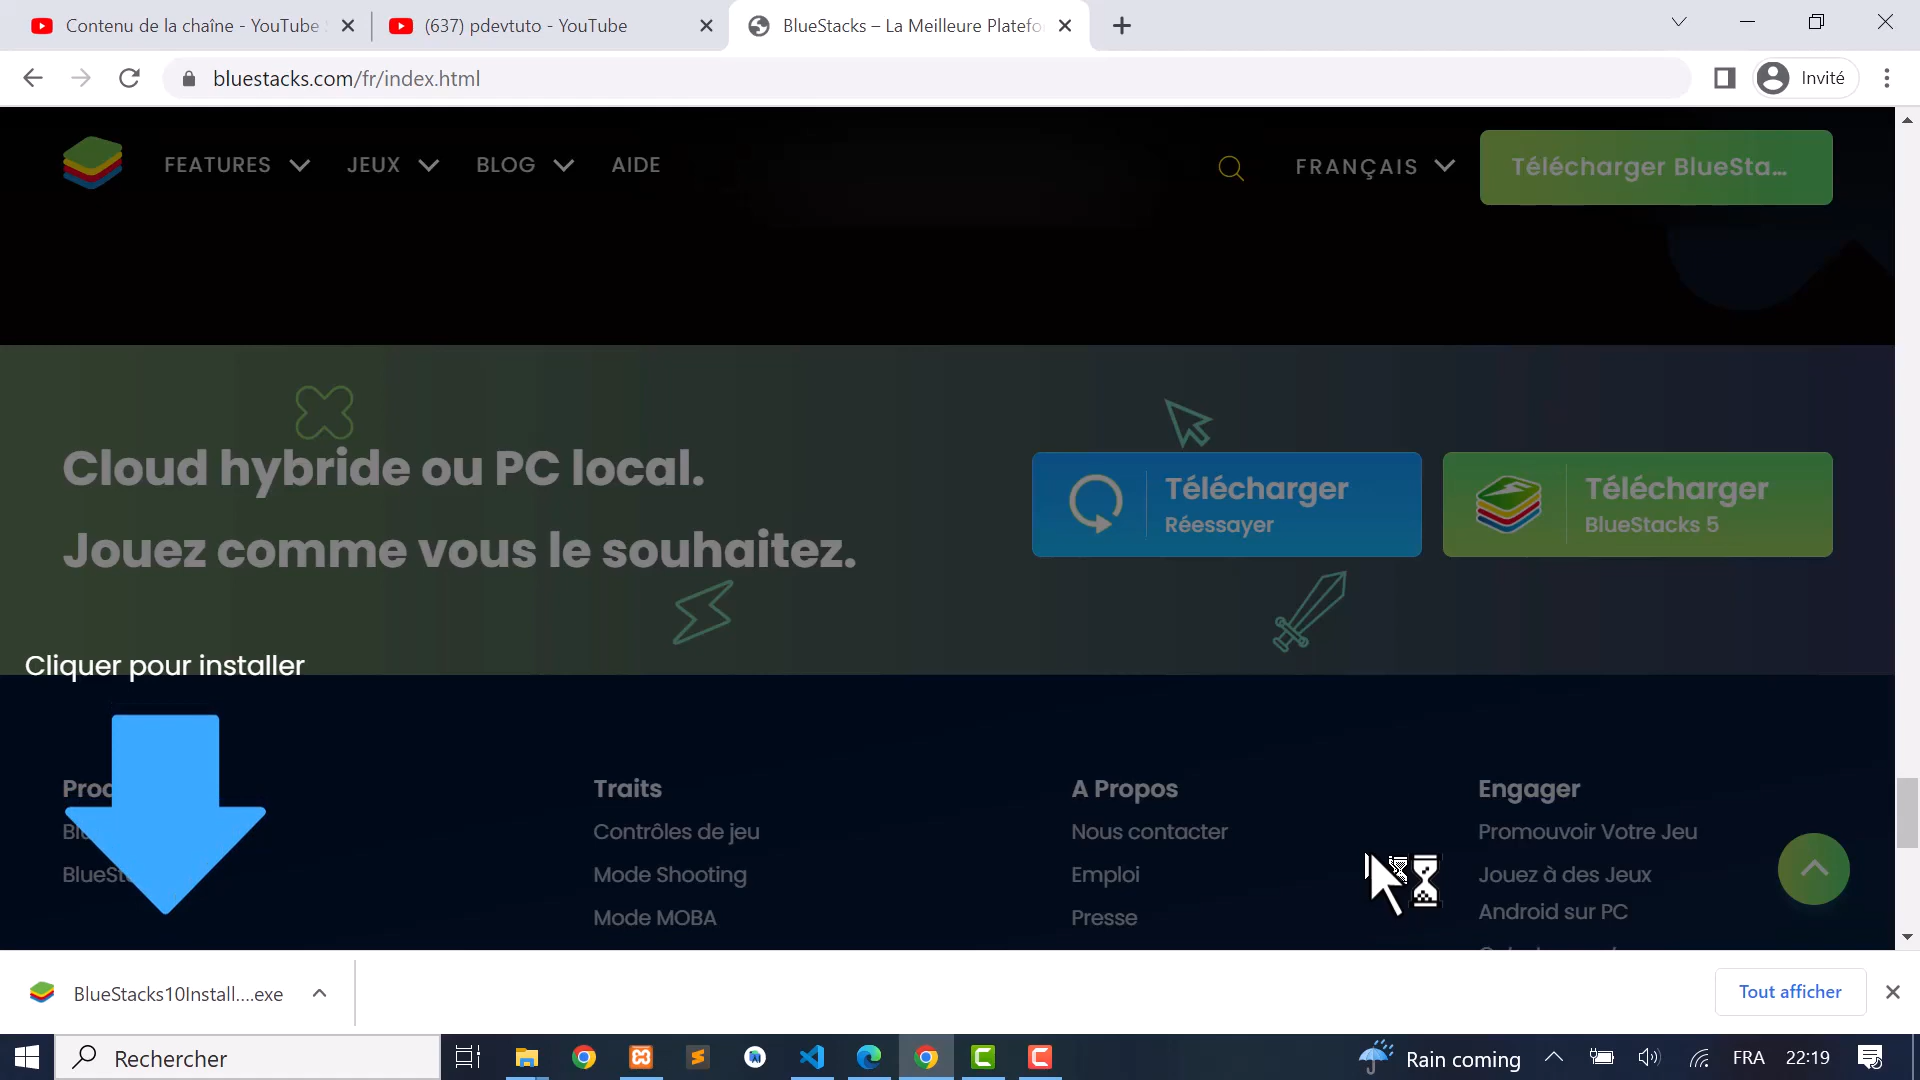 Contenu de la chaîne - YouTube
(637) pdevtuto - YouTube
BlueStacks – La Meilleure Platefo
bluestacks.com/fr/index.html
Invité
FEATURES
JEUX
BLOG
AIDE
FRANÇAIS
Télécharger BlueSta...
Cloud hybride ou PC local.
Jouez comme vous le souhaitez.
Télécharger
Réessayer
Télécharger
BlueStacks 5
Cliquer pour installer
Traits
Contrôles de jeu
Mode Shooting
Mode MOBA
A Propos
Nous contacter
Emploi
Presse
Engager
Promouvoir Votre Jeu
Jouez à des Jeux
Android sur PC
BlueStacks10Install....exe
Tout afficher
Rechercher
Rain coming
FRA
22:19